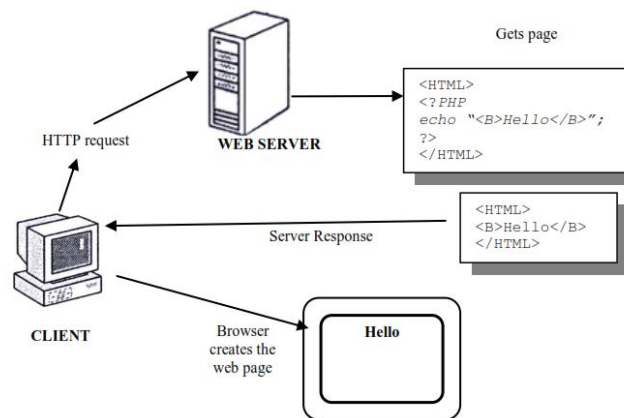 Gets page
<HTML>
<?PHP
echo “<B>Hello</B>”;
?>
</HTML>
WEB SERVER
HTTP request
<HTML>
<B>Hello</B>
</HTML>
Server Response
CLIENT
Browser
creates the
web page
Hello